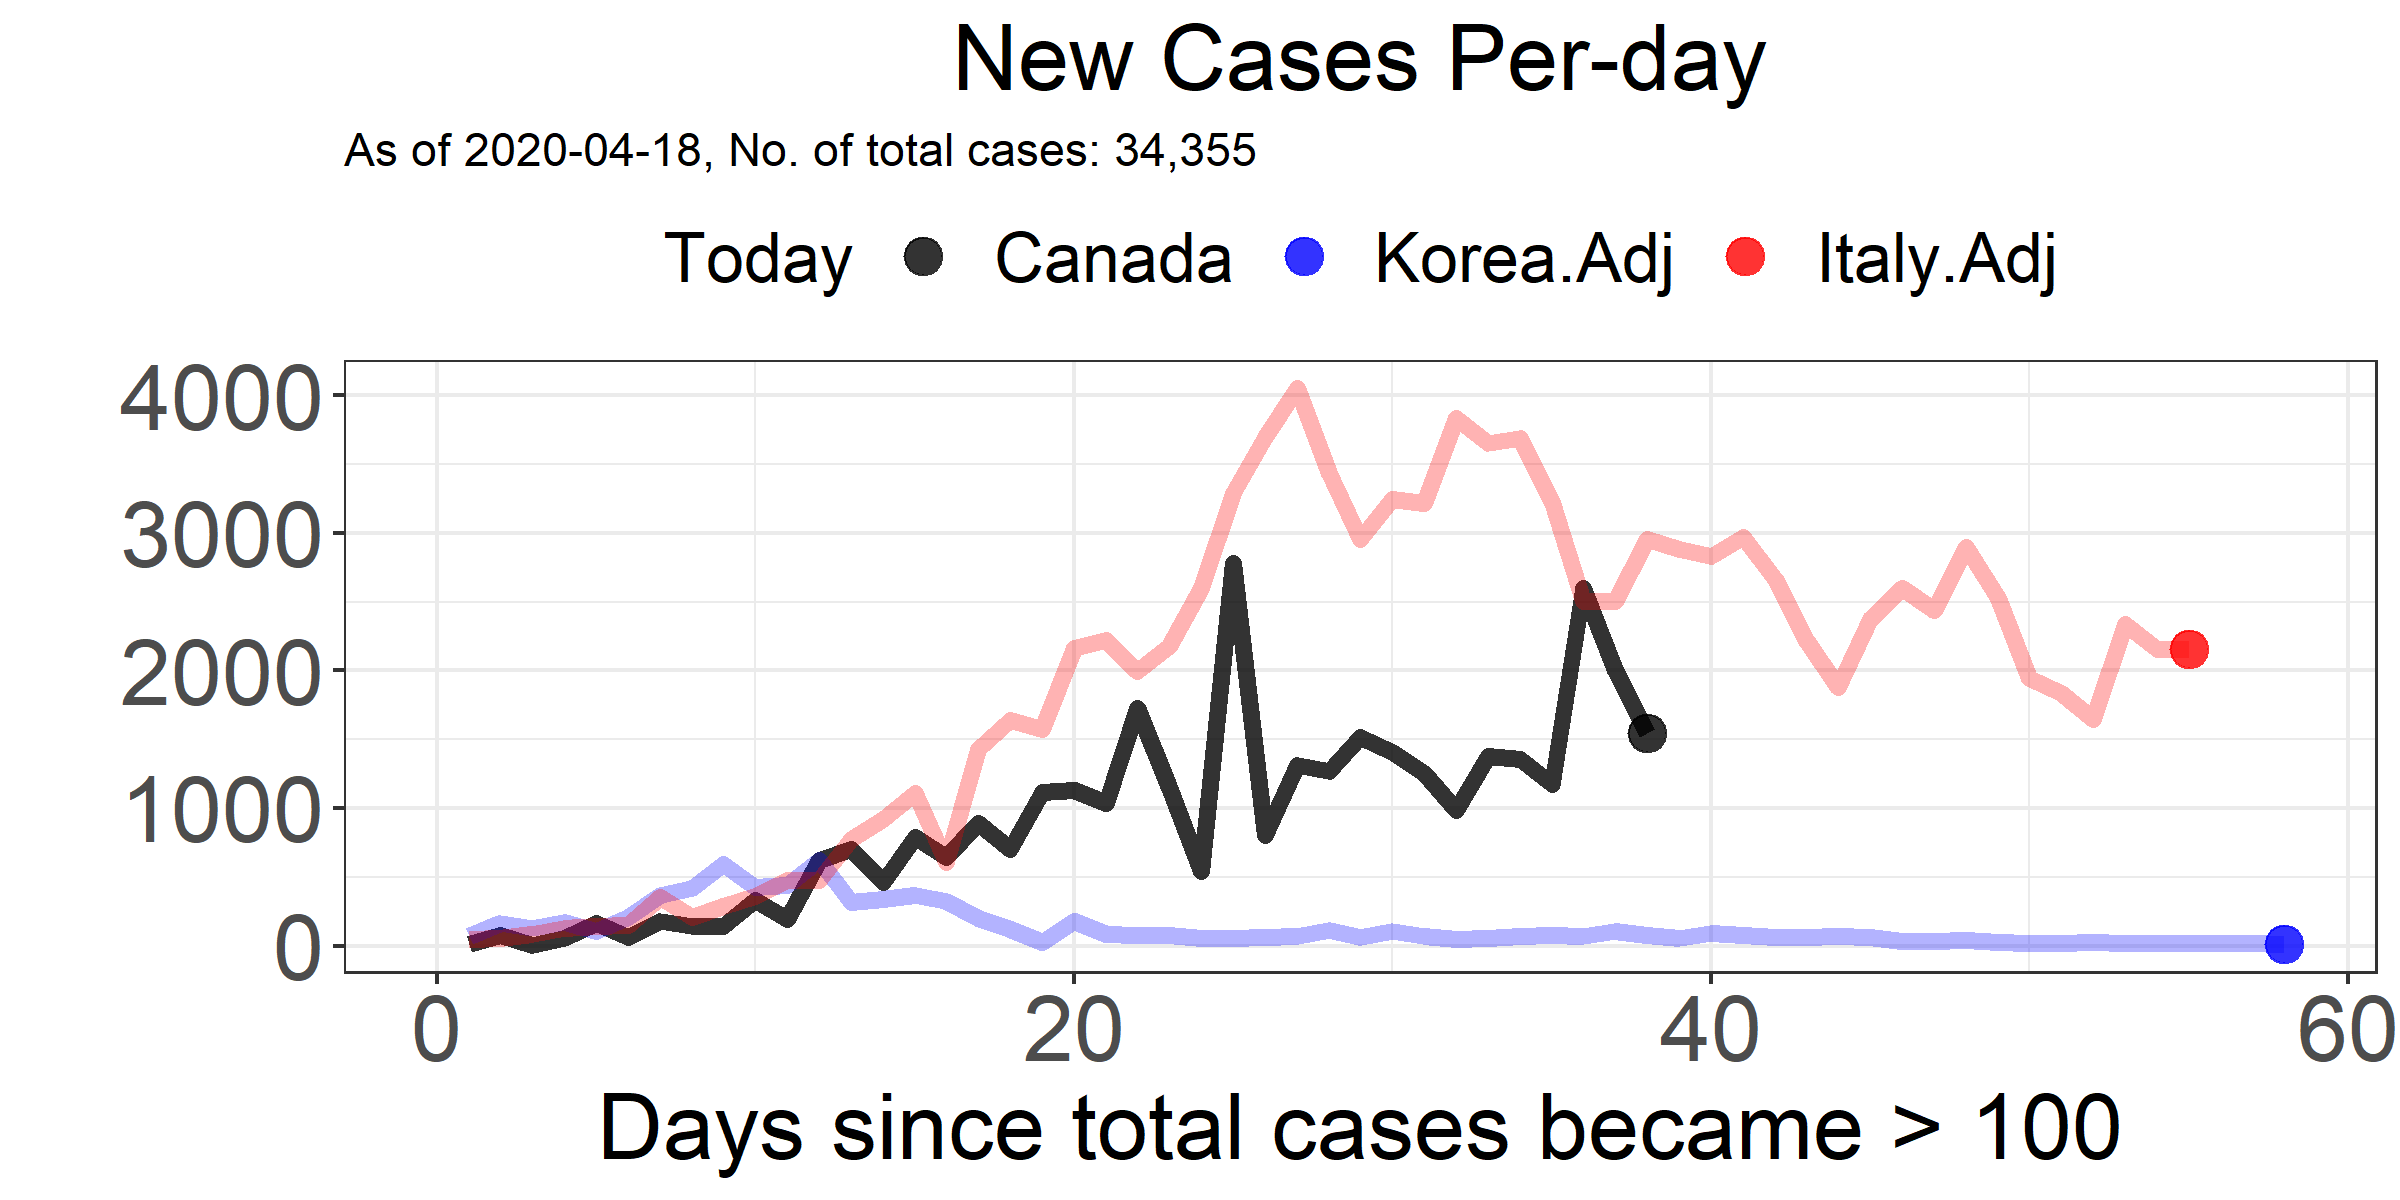 New Cases Per-day
As of 2020-04-18, No. of total cases: 34,355
Today Canada Korea.Adj Italy.Adj
4000
3000
2000
1000
0
0 20 40 60
Days since total cases became > 100